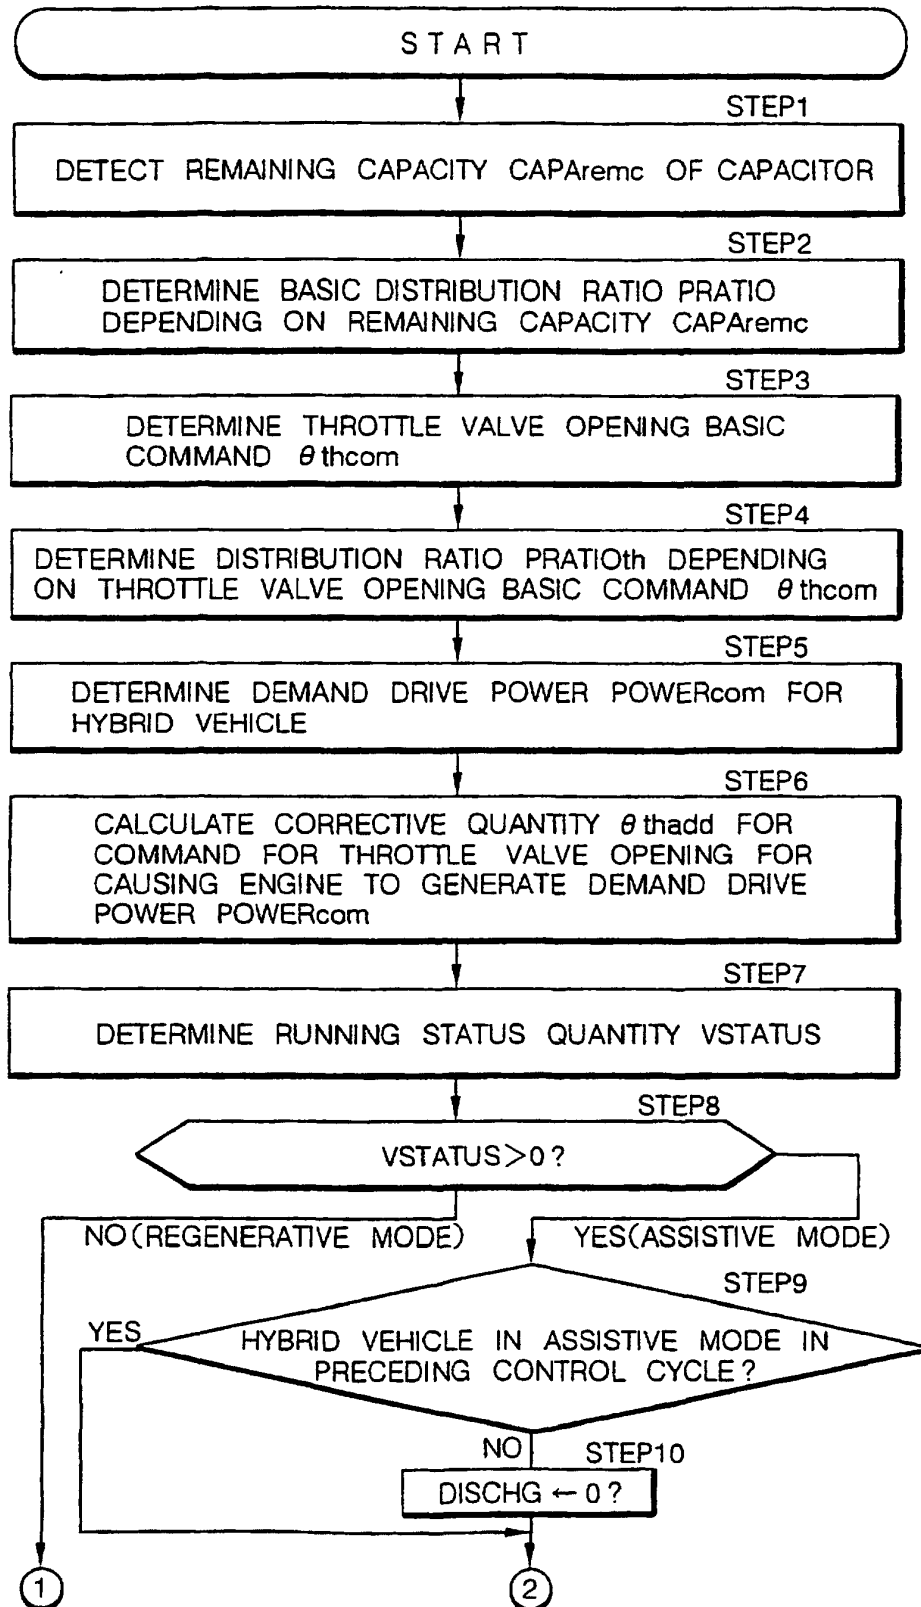 START
STEP1
DETECT REMAINING CAPACITY CAPAremc OF CAPACITOR
STEP2
DETERMINE BASIC DISTRIBUTION RATIO PRATIO
DEPENDING ON REMAINING CAPACITY CAPAremc
STEP3
DETERMINE THROTTLE VALVE OPENING BASIC
COMMAND θthcom
STEP4
DETERMINE DISTRIBUTION RATIO PRATIOth DEPENDING
ON THROTTLE VALVE OPENING BASIC COMMAND θthcom
STEP5
DETERMINE DEMAND DRIVE POWER POWERcom FOR
HYBRID VEHICLE
STEP6
CALCULATE CORRECTIVE QUANTITY θthadd FOR
COMMAND FOR THROTTLE VALVE OPENING FOR
CAUSING ENGINE TO GENERATE DEMAND DRIVE
POWER POWERcom
STEP7
DETERMINE RUNNING STATUS QUANTITY VSTATUS
STEP8
VSTATUS>0?
NO(REGENERATIVE MODE)
YES(ASSISTIVE MODE)
STEP9
YES
HYBRID VEHICLE IN ASSISTIVE MODE IN
PRECEDING CONTROL CYCLE?
NO
STEP10
DISCHG ← 0?
1
2